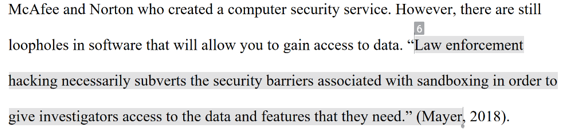 McAfee and Norton who created a computer security service. However, there are still
6
loopholes in software that will allow you to gain access to data. “Law enforcement
hacking necessarily subverts the security barriers associated with sandboxing in order to
give investigators access to the data and features that they need.” (Mayer, 2018).